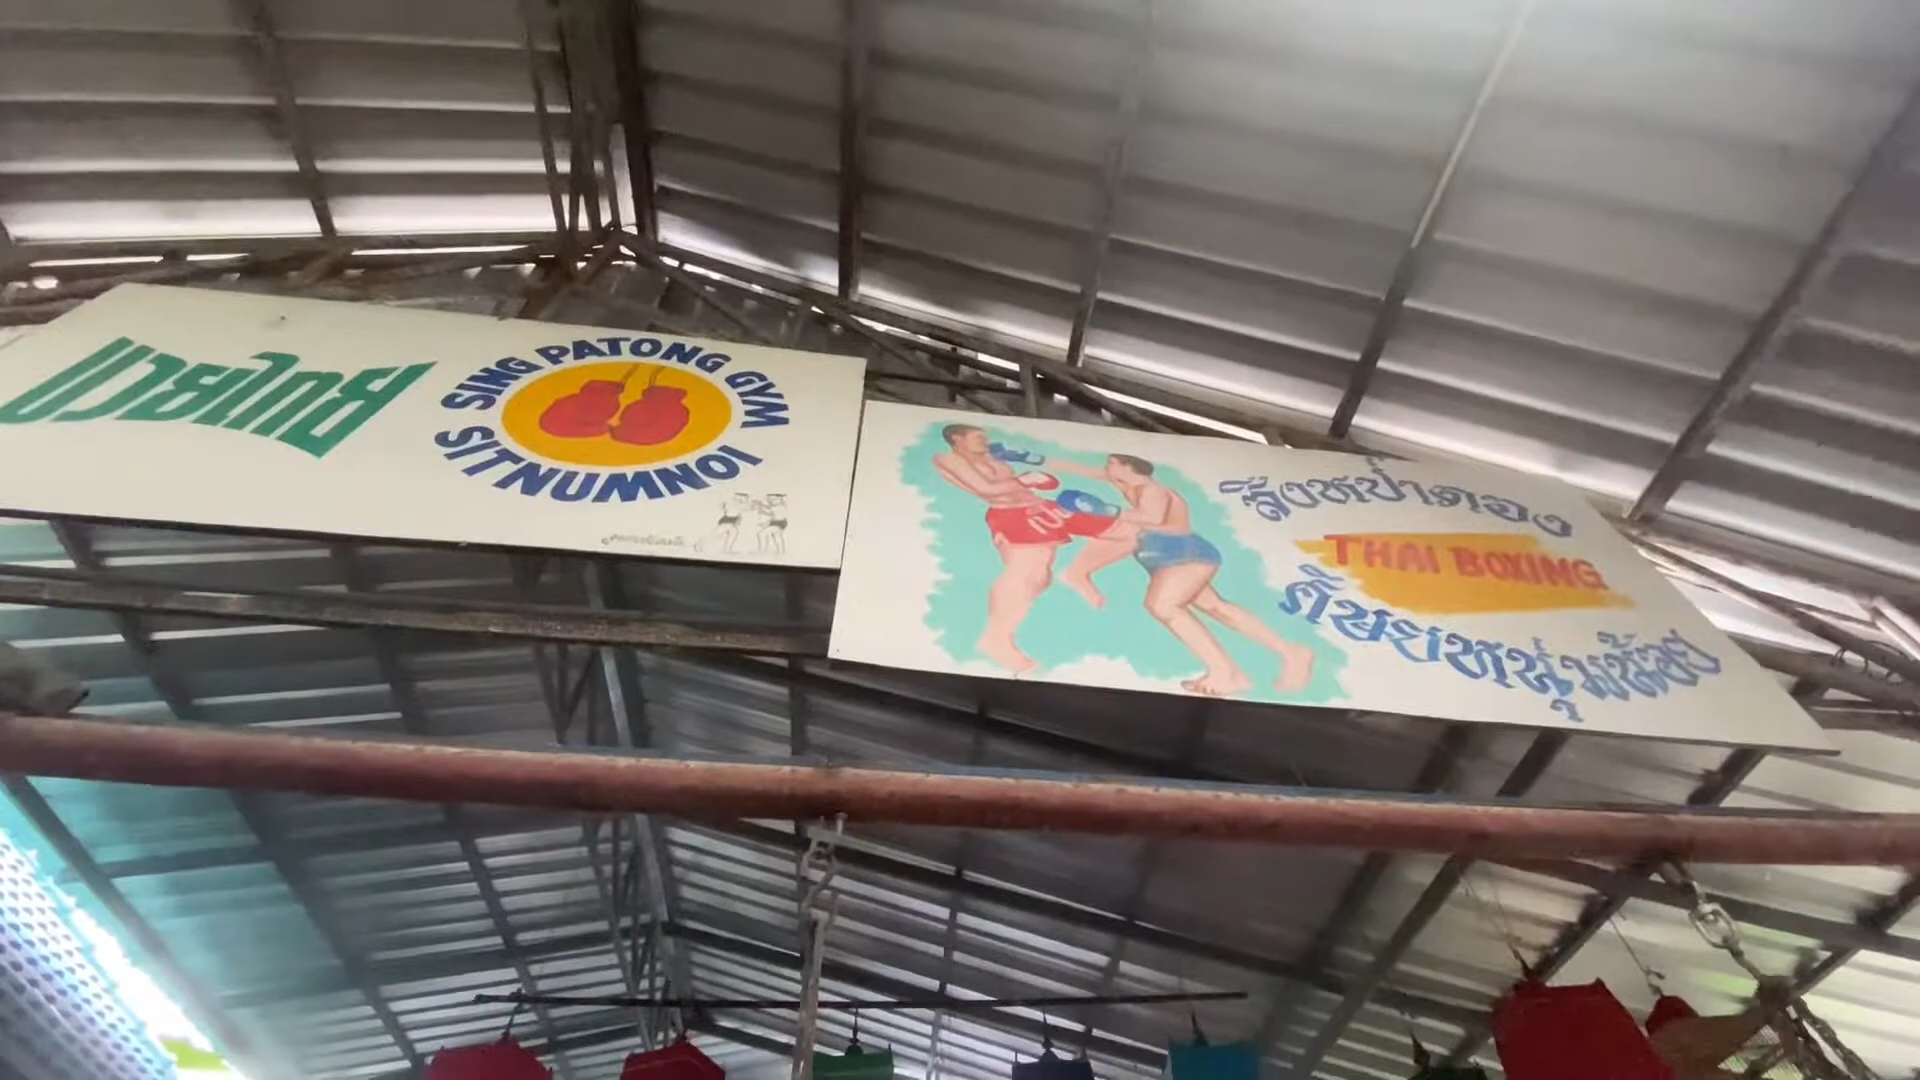 มวยไทย
SING PATONG GYM
SITNUMNOI
สิงห์ป่าตอง
THAI BOXING
ศิษย์หนุ่มน้อย